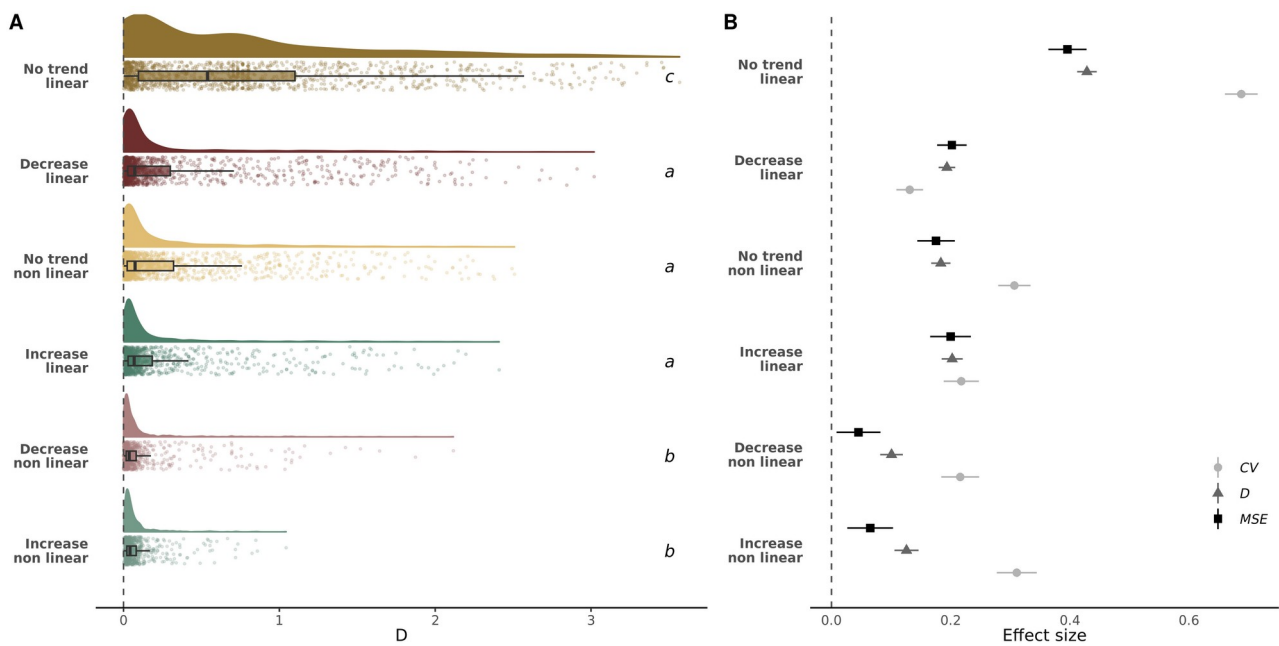 A
No trend
linear
c
Decrease
linear
a
No trend
non linear
a
Increase
linear
a
Decrease
non linear
b
Increase
non linear
b
0 1 2 3
D
B
No trend
linear
Decrease
linear
No trend
non linear
Increase
linear
Decrease
non linear
Increase
non linear
CV
D
MSE
0.0 0.2 0.4 0.6
Effect size